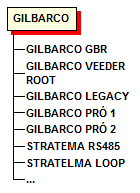 GILBARCO
GILBARCO GBR
GILBARCO VEEDER
ROOT
GILBARCO LEGACY
GILBARCO PRÓ 1
GILBARCO PRÓ 2
STRATEMA RS485
STRATELMA LOOP
...